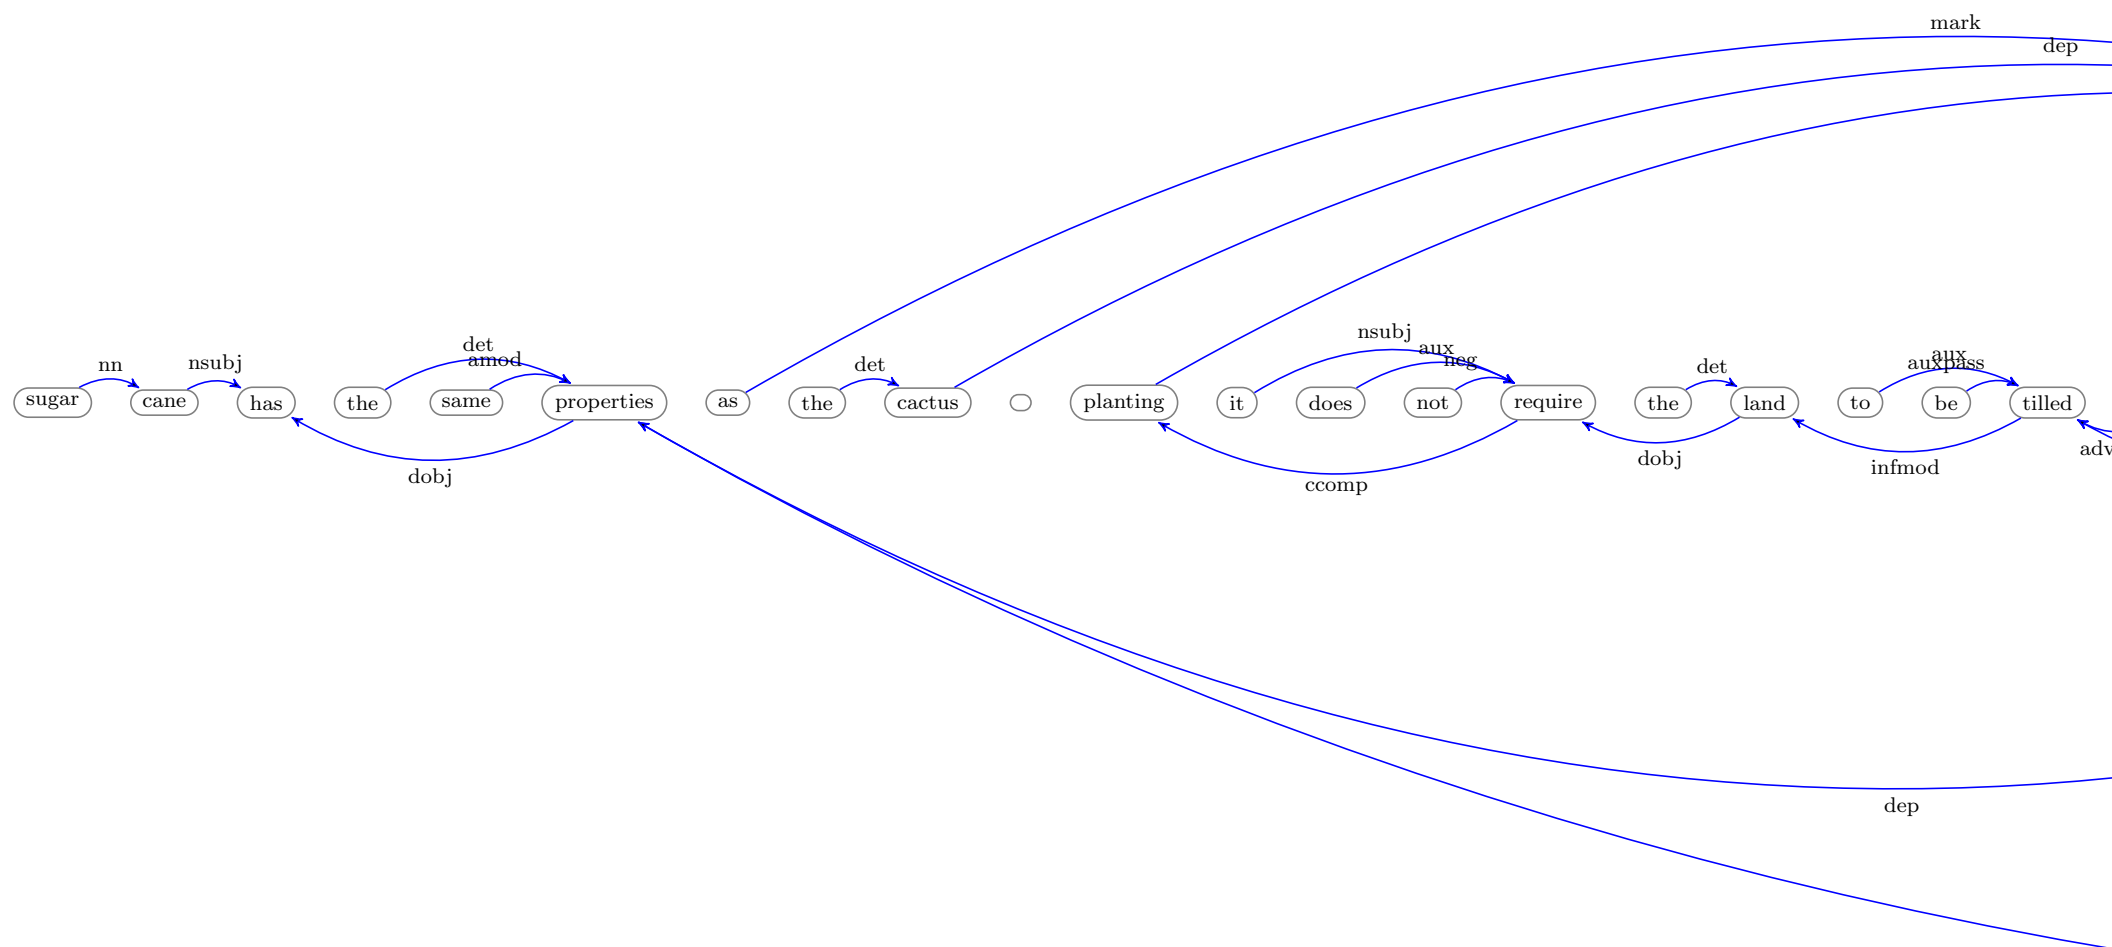 mark
dep
nsubj
det
aux
amod
neg
aux
auxpass
nn
nsubj
det
det
sugar cane has the same properties as the cactus planting it does not require the land to be tilled
dobj
ccomp
dobj
infmod
adv
dep